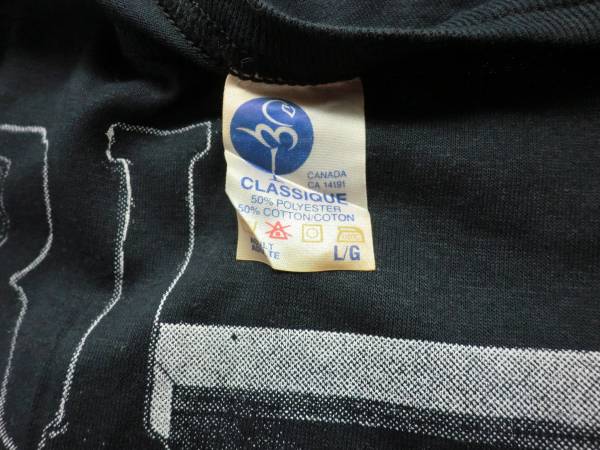 CANADA
CA 14191
CLASSIQUE
50% POLYESTER
50% COTTON/COTON
L/G